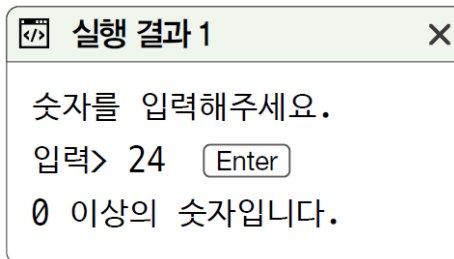 </> 실행 결과 1 ×
숫자를 입력해주세요.
입력> 24 Enter
0 이상의 숫자입니다.